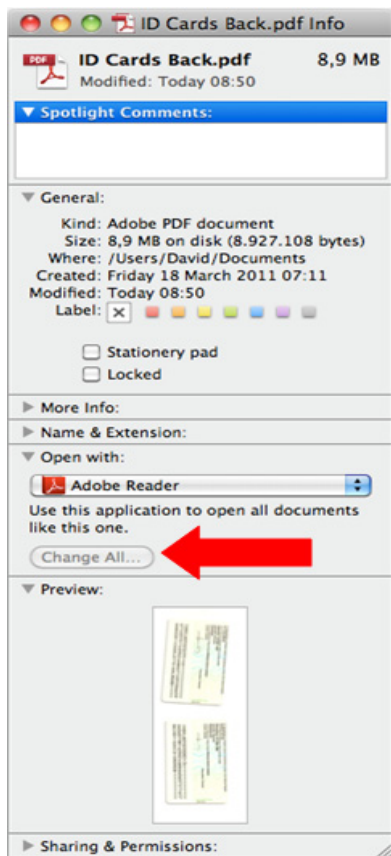 ID Cards Back.pdf Info
PDF
ID Cards Back.pdf 8,9 MB
Modified: Today 08:50
Spotlight Comments:
General:
Kind: Adobe PDF document
Size: 8,9 MB on disk (8.927.108 bytes)
Where: /Users/David/Documents
Created: Friday 18 March 2011 07:11
Modified: Today 08:50
Label:
Stationery pad
Locked
More Info:
Name & Extension:
Open with:
Adobe Reader
Use this application to open all documents
like this one.
Change All...
Preview:
Sharing & Permissions: